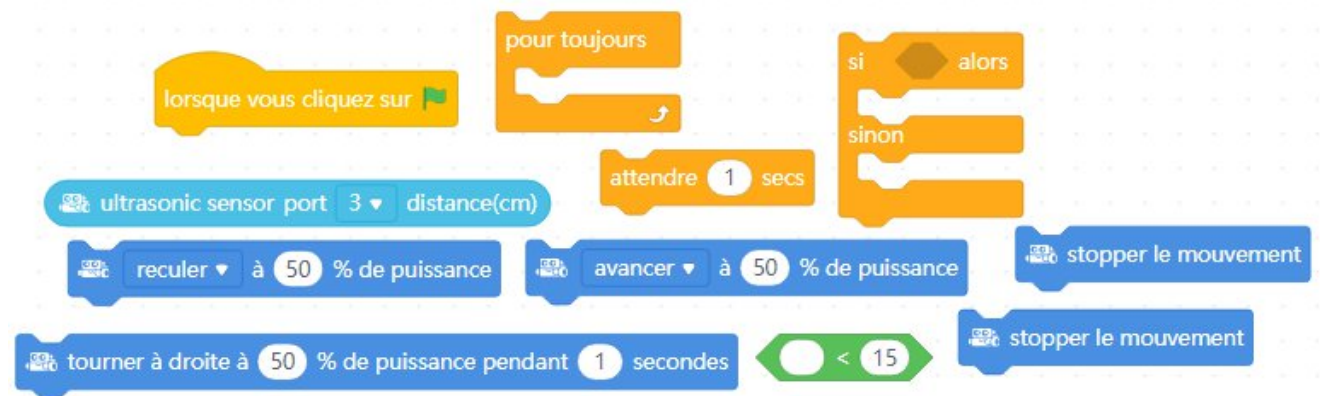 pour toujours
lorsque vous cliquez sur
si alors
sinon
attendre 1 secs
ultrasonic sensor port 3 distance(cm)
reculer à 50 % de puissance
avancer à 50 % de puissance
stopper le mouvement
stopper le mouvement
tourner à droite à 50 % de puissance pendant 1 secondes
< 15